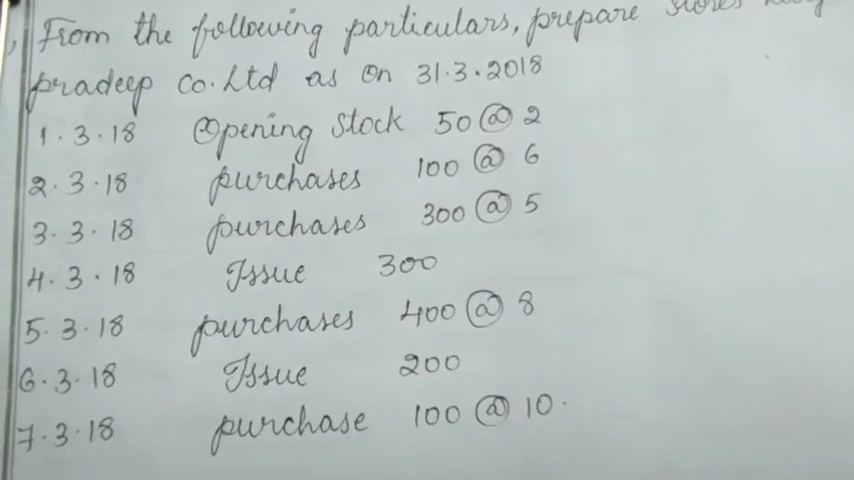 From the following particulars, prepare stores
pradeep Co. Ltd as on 31.3.2018
1.3.18 Opening Stock 50 @ 2
2.3.18 purchases 100 @ 6
3.3.18 purchases 300 @ 5
4.3.18 Issue 300
5.3.18 purchases 400 @ 8
6.3.18 Issue 200
7.3.18 purchase 100 @ 10.